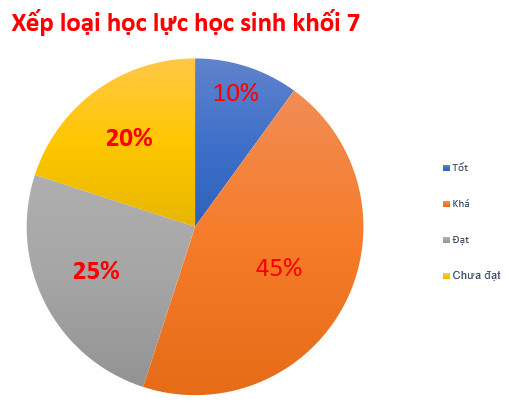 Xếp loại học lực học sinh khối 7
10%
20%
45%
25%
Tốt
Khá
Đạt
Chưa đạt